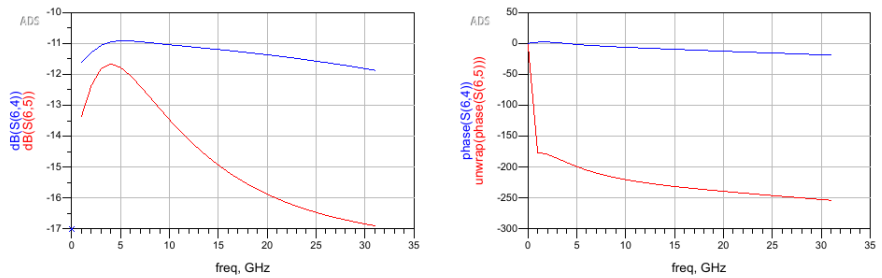 ADS
-10
-11
-12
-13
-14
-15
-16
-17
0 5 10 15 20 25 30 35
freq, GHz
dB(S(6,4))
dB(S(6,5))
ADS
50
0
-50
-100
-150
-200
-250
-300
0 5 10 15 20 25 30 35
freq, GHz
phase(S(6,4))
unwrap(phase(S(6,5)))